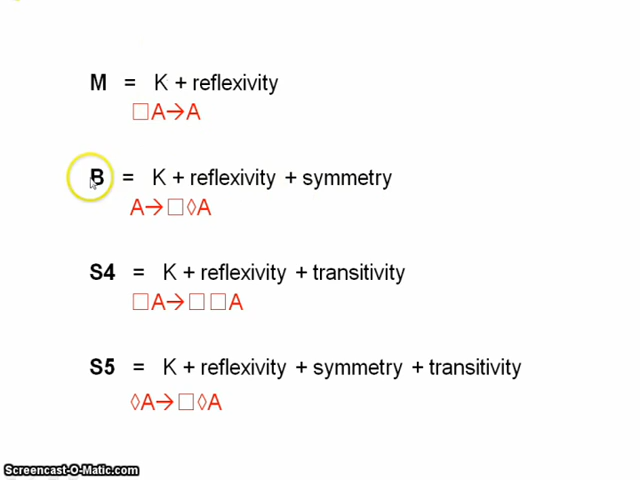 M = K + reflexivity
□A→A
B = K + reflexivity + symmetry
A→□◊A
S4 = K + reflexivity + transitivity
□A→□□A
S5 = K + reflexivity + symmetry + transitivity
◊A→□◊A
Screencast-O-Matic.com